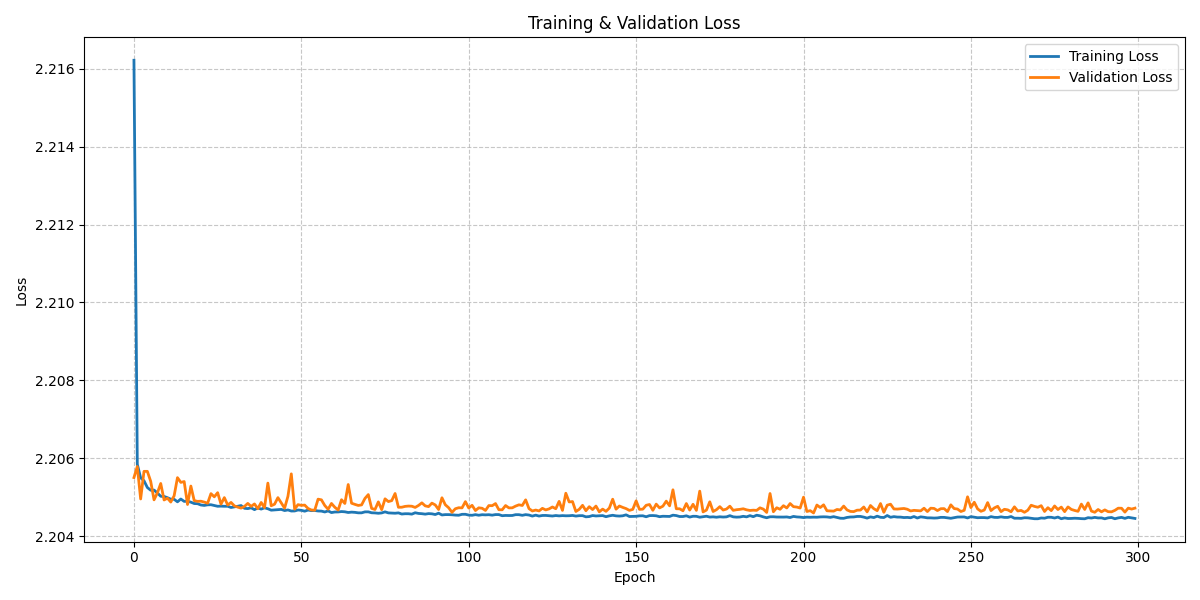 Training & Validation Loss
Training Loss
Validation Loss
Loss
2.216
2.214
2.212
2.210
2.208
2.206
2.204
0
50
100
150
200
250
300
Epoch